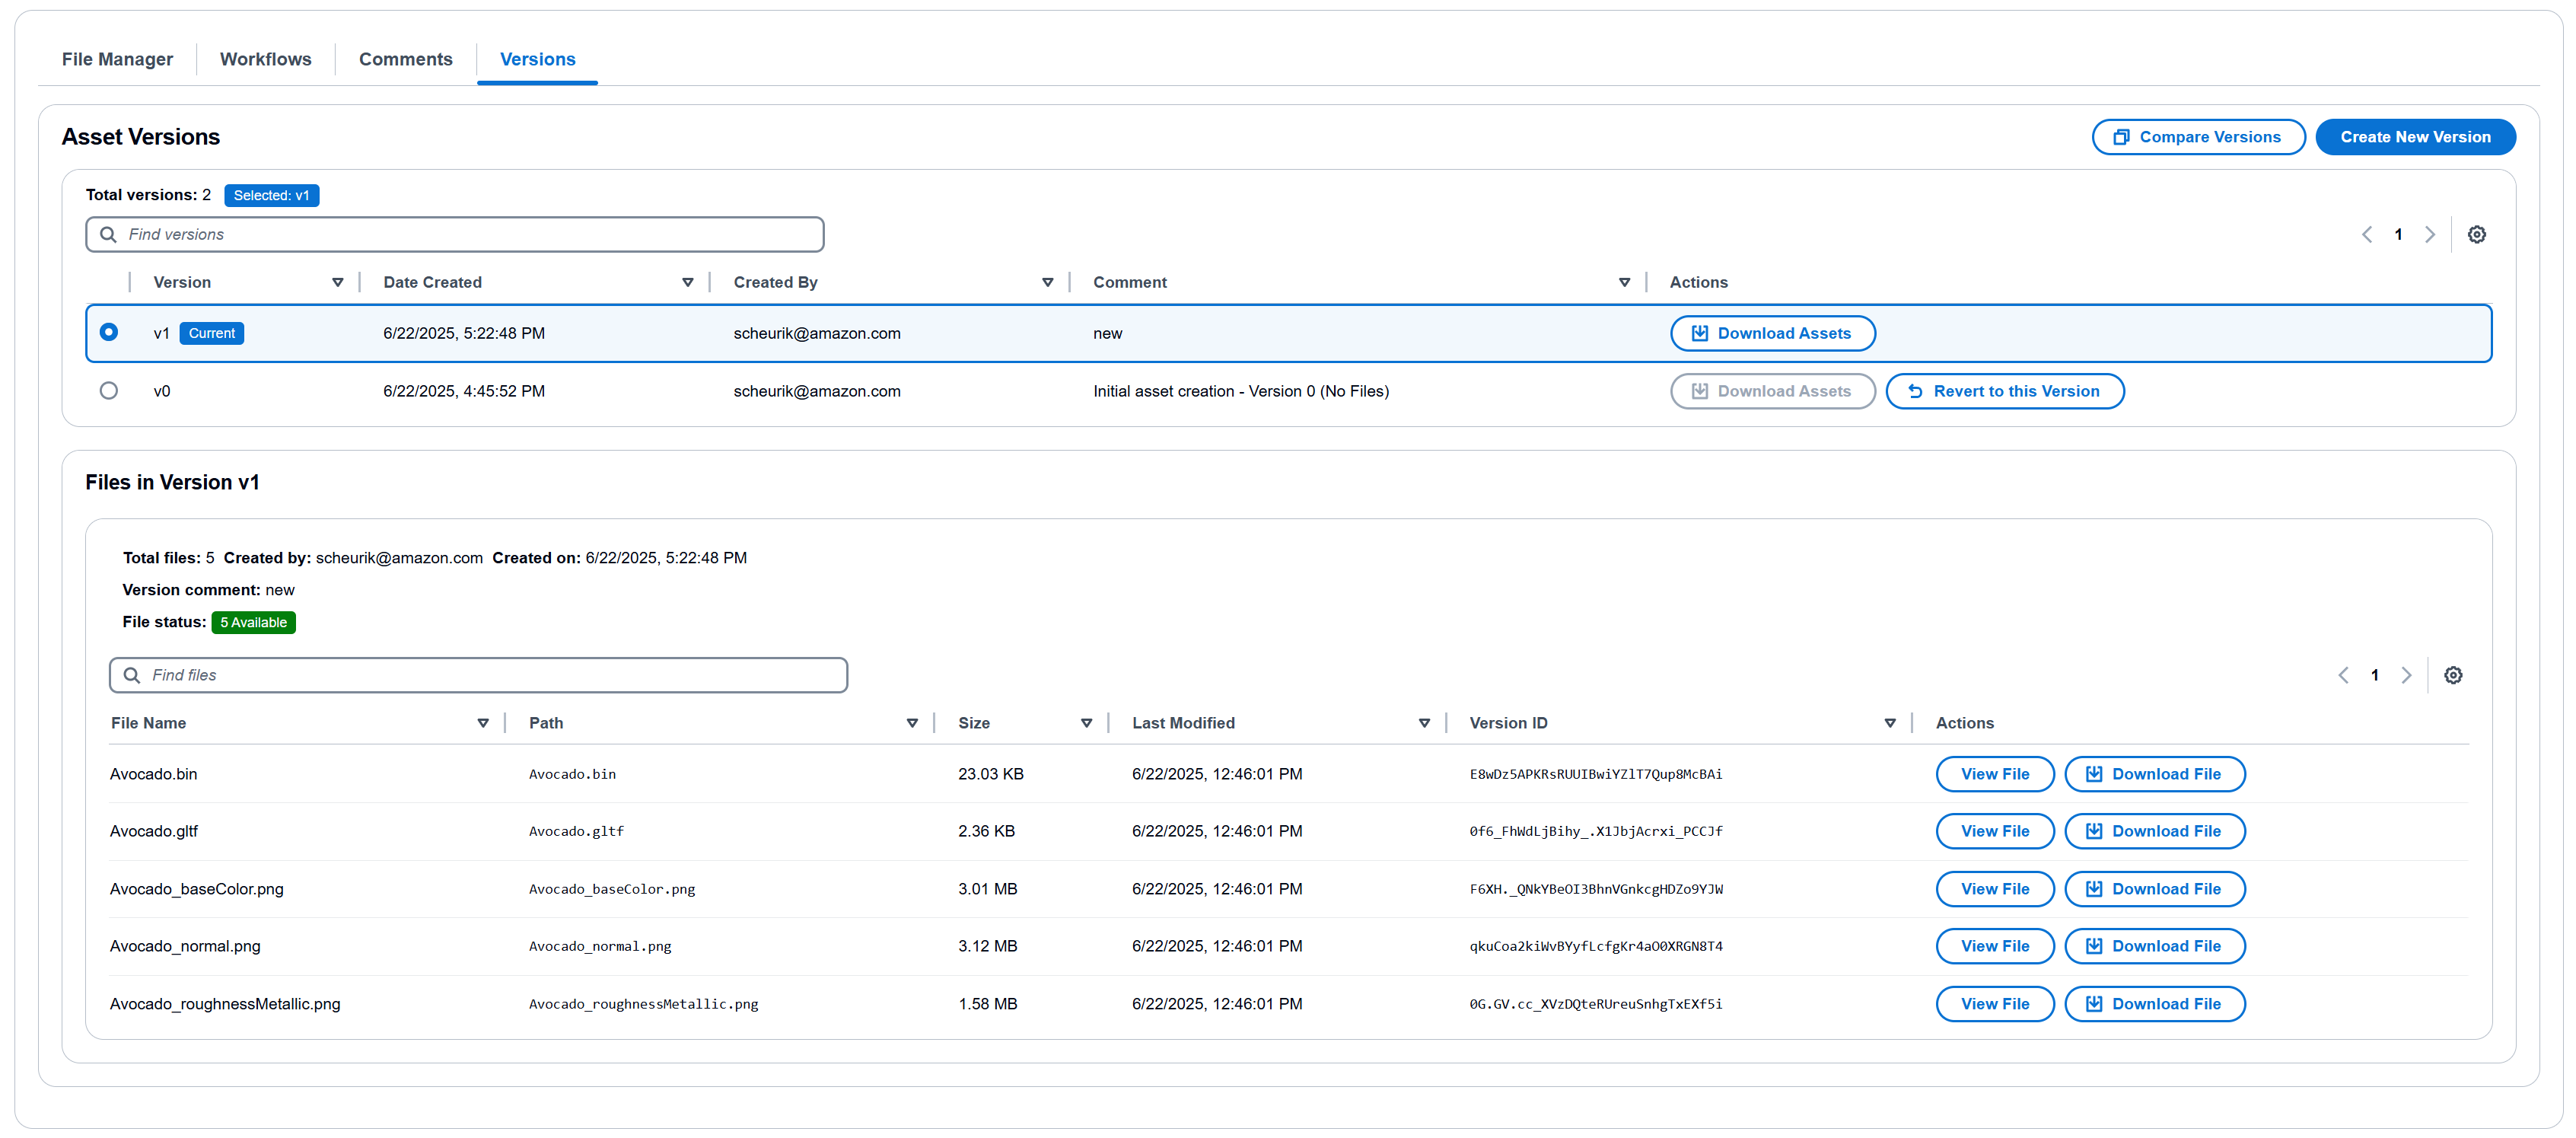 File Manager Workflows Comments Versions
Asset Versions Compare Versions Create New Version
Total versions: 2 Selected: v1
Find versions 1
Version Date Created Created By Comment Actions
v1 Current 6/22/2025, 5:22:48 PM scheurik@amazon.com new Download Assets
v0 6/22/2025, 4:45:52 PM scheurik@amazon.com Initial asset creation - Version 0 (No Files) Download Assets Revert to this Version
Files in Version v1
Total files: 5 Created by: scheurik@amazon.com Created on: 6/22/2025, 5:22:48 PM
Version comment: new
File status: 5 Available
Find files 1
File Name Path Size Last Modified Version ID Actions
Avocado.bin Avocado.bin 23.03 KB 6/22/2025, 12:46:01 PM E8wDz5APKRsRUUIBwiYZlT7Qup8McBAi View File Download File
Avocado.gltf Avocado.gltf 2.36 KB 6/22/2025, 12:46:01 PM 0f6_FhWdLjBihy_.X1JbjAcrxi_PCCJf View File Download File
Avocado_baseColor.png Avocado_baseColor.png 3.01 MB 6/22/2025, 12:46:01 PM F6XH._QNkYBeOI3BhnVGnkcgHDZo9YJW View File Download File
Avocado_normal.png Avocado_normal.png 3.12 MB 6/22/2025, 12:46:01 PM qkuCoa2kiWvBYyfLcfgKr4aO0XRGN8T4 View File Download File
Avocado_roughnessMetallic.png Avocado_roughnessMetallic.png 1.58 MB 6/22/2025, 12:46:01 PM 0G.GV.cc_XVzDQteRUreuSnhgTxEXf5i View File Download File